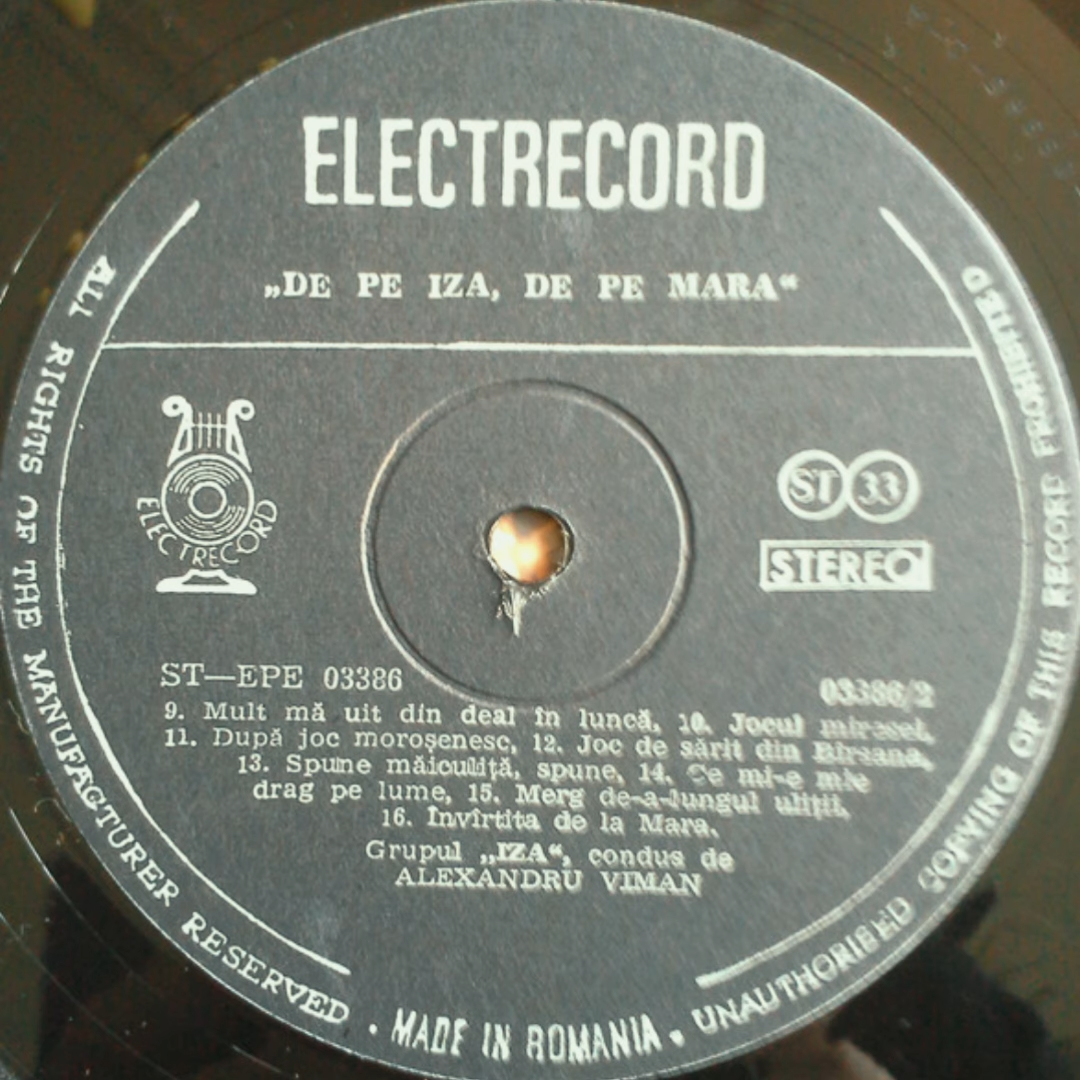 ELECTRECORD
„DE PE IZA, DE PE MARA“
ELECTRECORD
ST 33
STEREO
ST—EPE 03386
03386/2
9. Mult mă uit din deal în luncă, 10. Jocul miresei,
11. După joc moroşenesc, 12. Joc de sărit din Bîrsana,
13. Spune măiculiţă, spune, 14. Ce mi-e mie
drag pe lume, 15. Merg de-a-lungul uliţii,
16. Învîrtita de la Mara.
Grupul „IZA“, condus de
ALEXANDRU VIMAN
ALL RIGHTS OF THE MANUFACTURER RESERVED · MADE IN ROMANIA · UNAUTHORISED COPYING OF THIS RECORD PROHIBITED